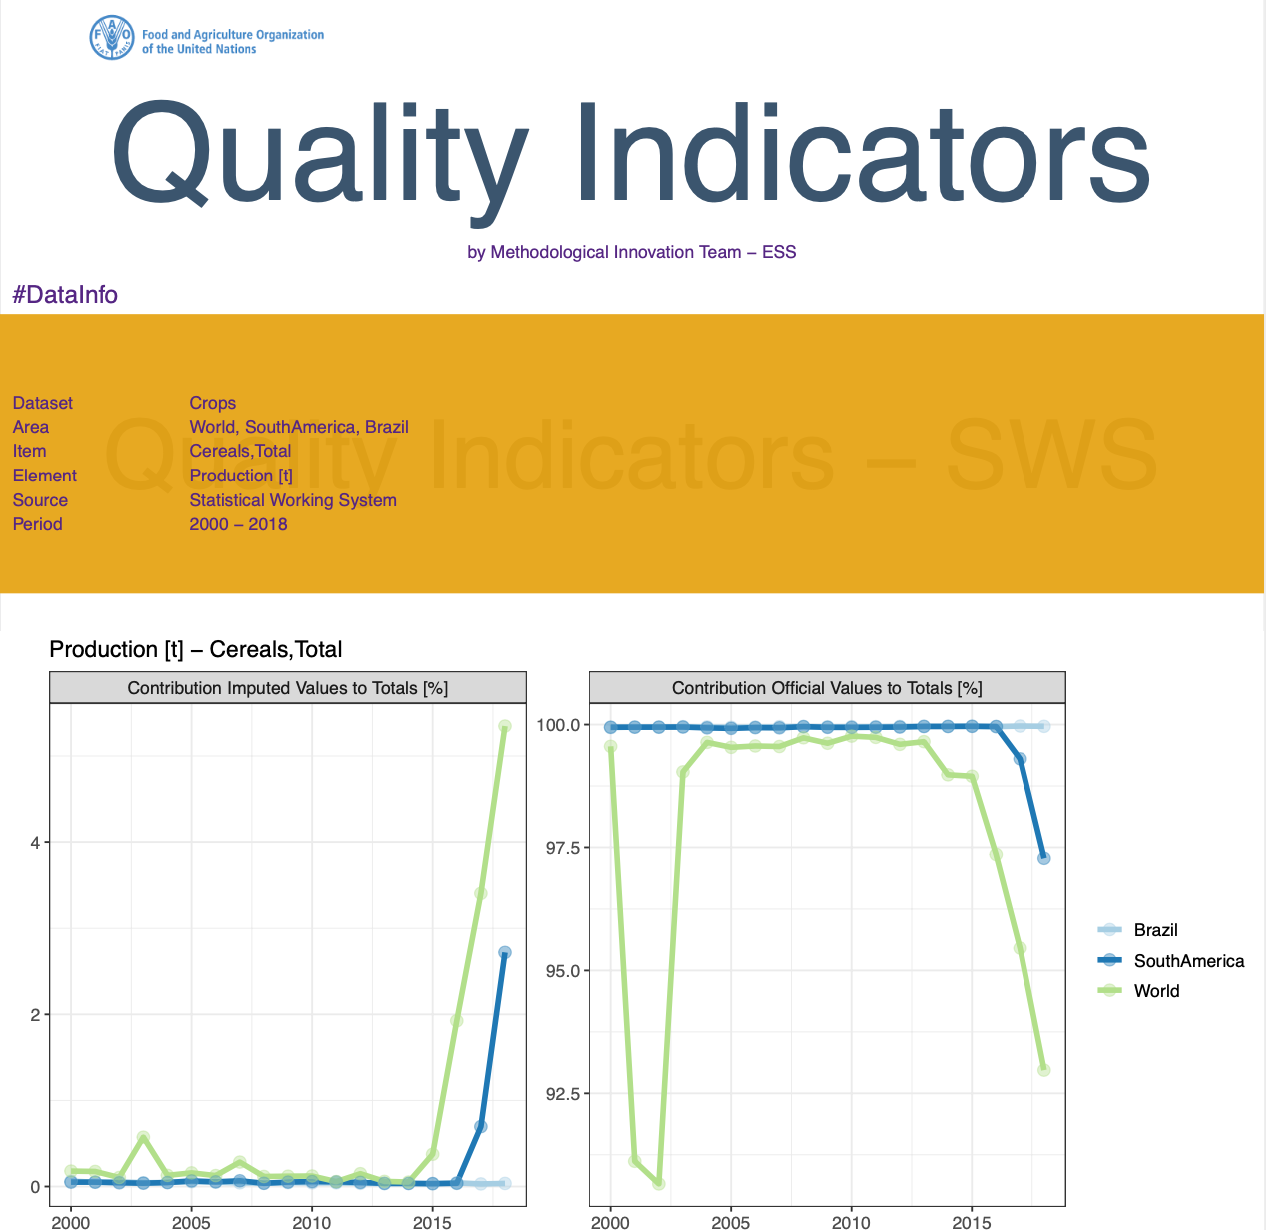 FAO
FIAT PANIS
Food and Agriculture Organization
of the United Nations
Quality Indicators
by Methodological Innovation Team – ESS
#DataInfo
Quality Indicators – SWS
Dataset Crops
Area World, SouthAmerica, Brazil
Item Cereals,Total
Element Production [t]
Source Statistical Working System
Period 2000 – 2018
Production [t] – Cereals,Total
Contribution Imputed Values to Totals [%]
4
2
0
2000 2005 2010 2015
Contribution Official Values to Totals [%]
100.0
97.5
95.0
92.5
2000 2005 2010 2015
Brazil
SouthAmerica
World